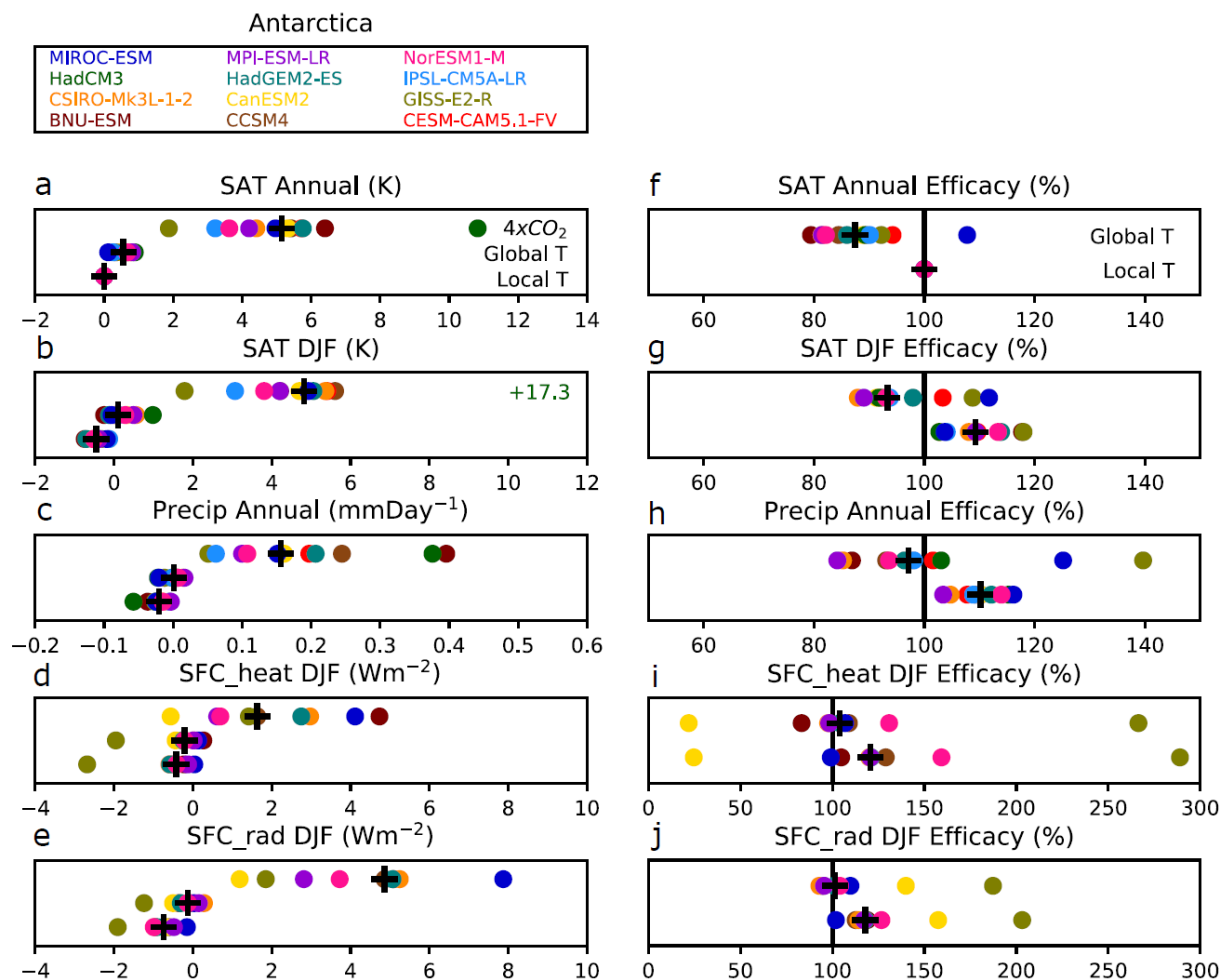 Antarctica
MIROC-ESM MPI-ESM-LR NorESM1-M
HadCM3 HadGEM2-ES IPSL-CM5A-LR
CSIRO-Mk3L-1-2 CanESM2 GISS-E2-R
BNU-ESM CCSM4 CESM-CAM5.1-FV
a SAT Annual (K)
4xCO₂
Global T
Local T
−2 0 2 4 6 8 10 12 14
b SAT DJF (K)
+17.3
−2 0 2 4 6 8 10 12
c Precip Annual (mmDay⁻¹)
−0.2 −0.1 0.0 0.1 0.2 0.3 0.4 0.5 0.6
d SFC_heat DJF (Wm⁻²)
−4 −2 0 2 4 6 8 10
e SFC_rad DJF (Wm⁻²)
−4 −2 0 2 4 6 8 10
f SAT Annual Efficacy (%)
Global T
Local T
60 80 100 120 140
g SAT DJF Efficacy (%)
60 80 100 120 140
h Precip Annual Efficacy (%)
60 80 100 120 140
i SFC_heat DJF Efficacy (%)
0 50 100 150 200 250 300
j SFC_rad DJF Efficacy (%)
0 50 100 150 200 250 300